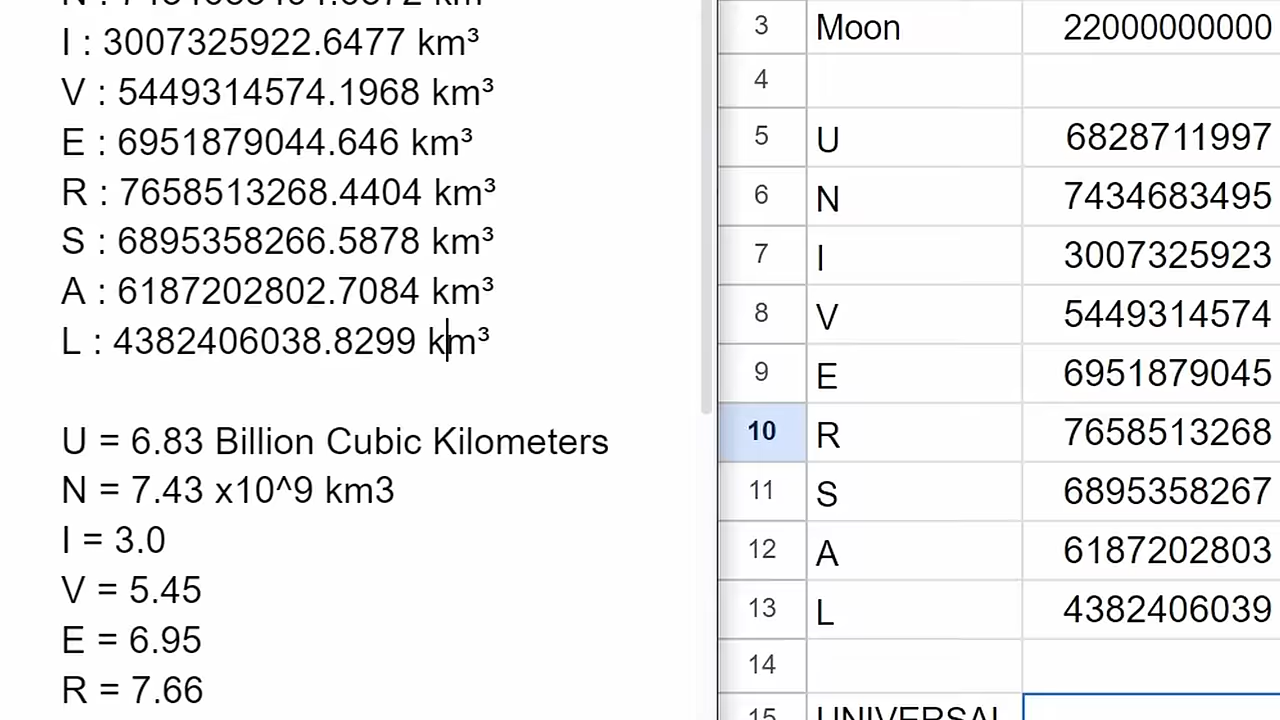 I : 3007325922.6477 km³
V : 5449314574.1968 km³
E : 6951879044.646 km³
R : 7658513268.4404 km³
S : 6895358266.5878 km³
A : 6187202802.7084 km³
L : 4382406038.8299 km³
U = 6.83 Billion Cubic Kilometers
N = 7.43 x10^9 km3
I = 3.0
V = 5.45
E = 6.95
R = 7.66
3 Moon 22000000000
4
5 U 6828711997
6 N 7434683495
7 I 3007325923
8 V 5449314574
9 E 6951879045
10 R 7658513268
11 S 6895358267
12 A 6187202803
13 L 4382406039
14
15 UNIVERSAL